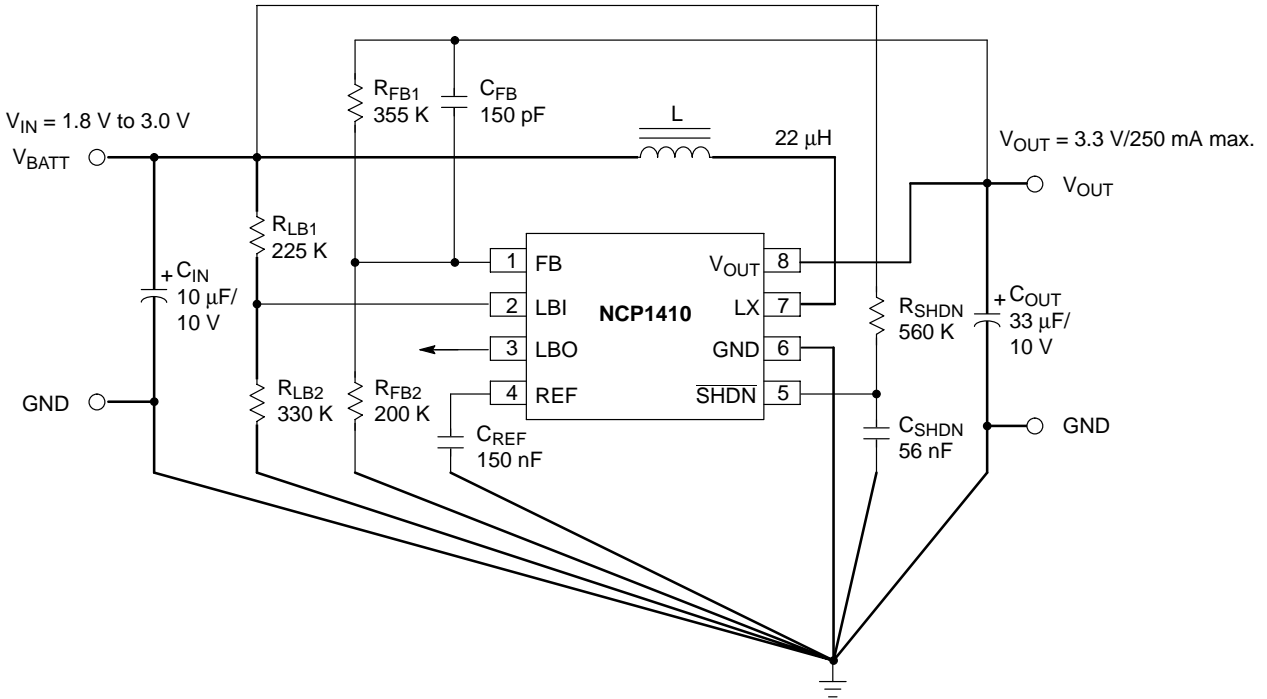 V_IN = 1.8 V to 3.0 V
V_BATT
GND
+ C_IN
10 μF/
10 V
R_LB1
225 K
R_LB2
330 K
R_FB1
355 K
R_FB2
200 K
C_FB
150 pF
C_REF
150 nF
L
22 μH
1 FB
2 LBI
3 LBO
4 REF
NCP1410
V_OUT 8
LX 7
GND 6
SHDN 5
R_SHDN
560 K
C_SHDN
56 nF
+ C_OUT
33 μF/
10 V
V_OUT = 3.3 V/250 mA max.
V_OUT
GND